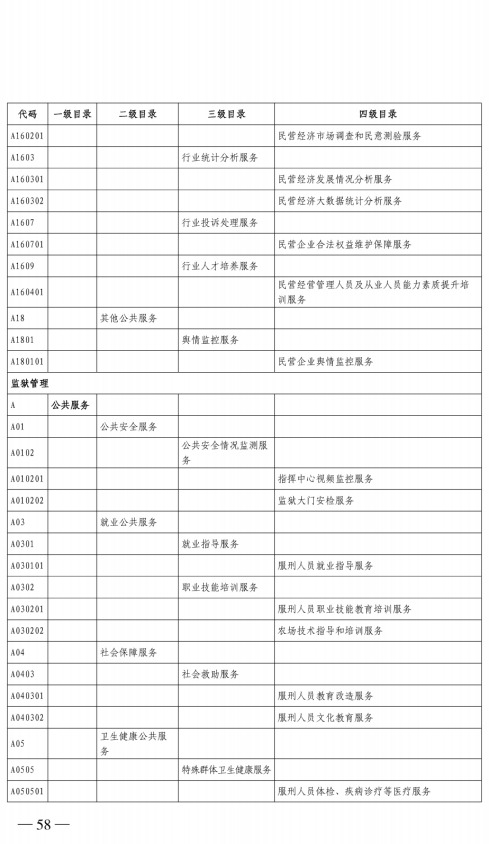 代码 一级目录 二级目录 三级目录 四级目录
A160201 民营经济市场调查和民意测验服务
A1603 行业统计分析服务
A160301 民营经济发展情况分析服务
A160302 民营经济大数据统计分析服务
A1607 行业投诉处理服务
A160701 民营企业合法权益维护保障服务
A1609 行业人才培养服务
A160401 民营经营管理人员及从业人员能力素质提升培
训服务
A18 其他公共服务
A1801 舆情监控服务
A180101 民营企业舆情监控服务
监狱管理
A 公共服务
A01 公共安全服务
A0102 公共安全情况监测服
务
A010201 指挥中心视频监控服务
A010202 监狱大门安检服务
A03 就业公共服务
A0301 就业指导服务
A030101 服刑人员就业指导服务
A0302 职业技能培训服务
A030201 服刑人员职业技能教育培训服务
A030202 农场技术指导和培训服务
A04 社会保障服务
A0403 社会救助服务
A040301 服刑人员教育改造服务
A040302 服刑人员文化教育服务
A05 卫生健康公共服
务
A0505 特殊群体卫生健康服务
A050501 服刑人员体检、疾病诊疗等医疗服务
— 58 —